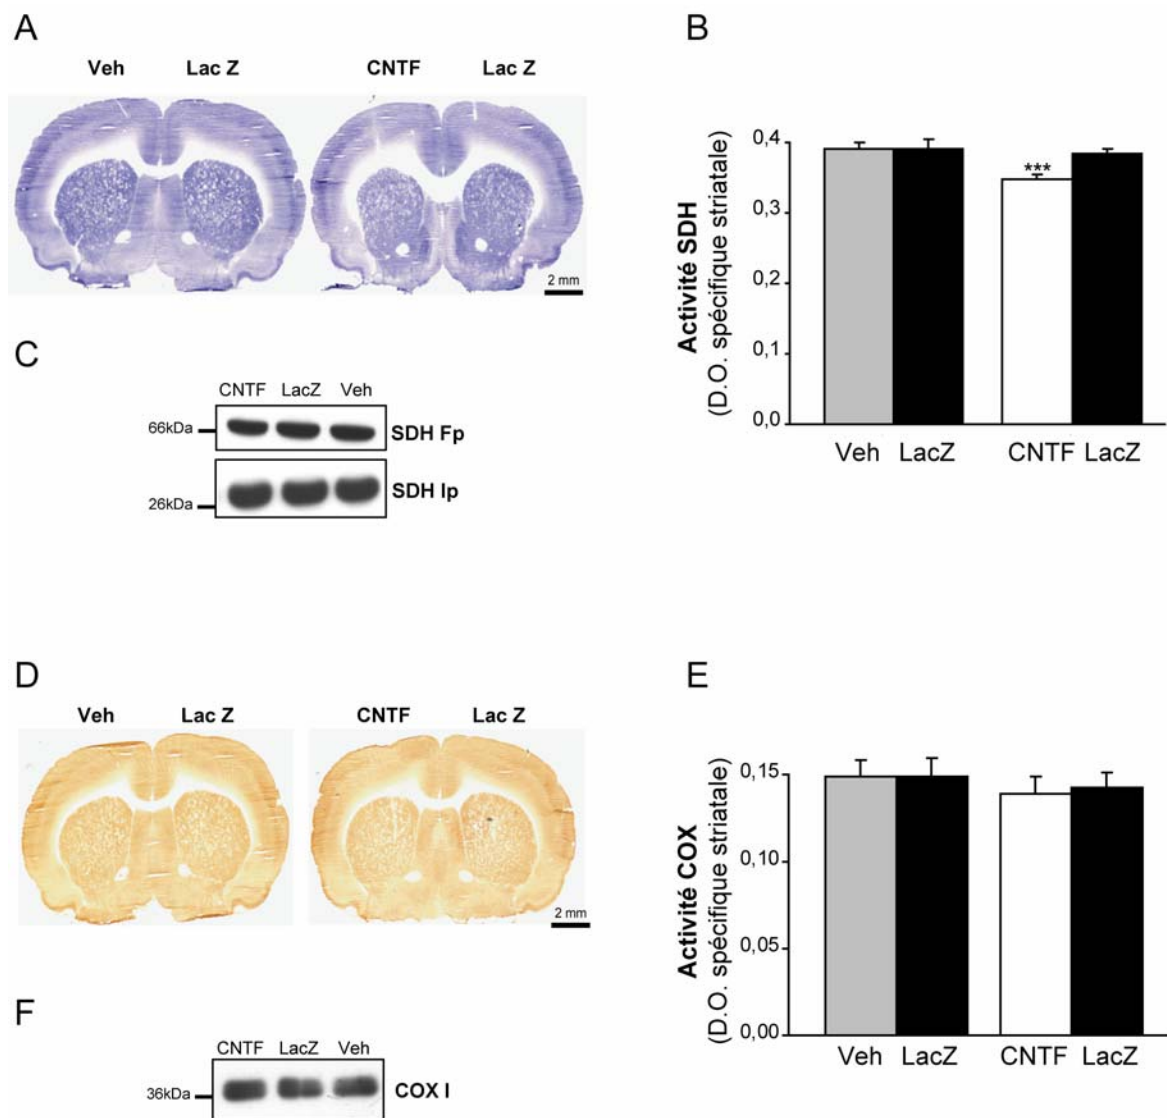 A
Veh Lac Z CNTF Lac Z
2 mm
B
Activité SDH
(D.O. spécifique striatale)
0,4
0,3
0,2
0,1
0,0
***
Veh LacZ CNTF LacZ
C
CNTF LacZ Veh
66kDa SDH Fp
26kDa SDH Ip
D
Veh Lac Z CNTF Lac Z
2 mm
E
Activité COX
(D.O. spécifique striatale)
0,15
0,10
0,05
0,00
Veh LacZ CNTF LacZ
F
CNTF LacZ Veh
36kDa COX I